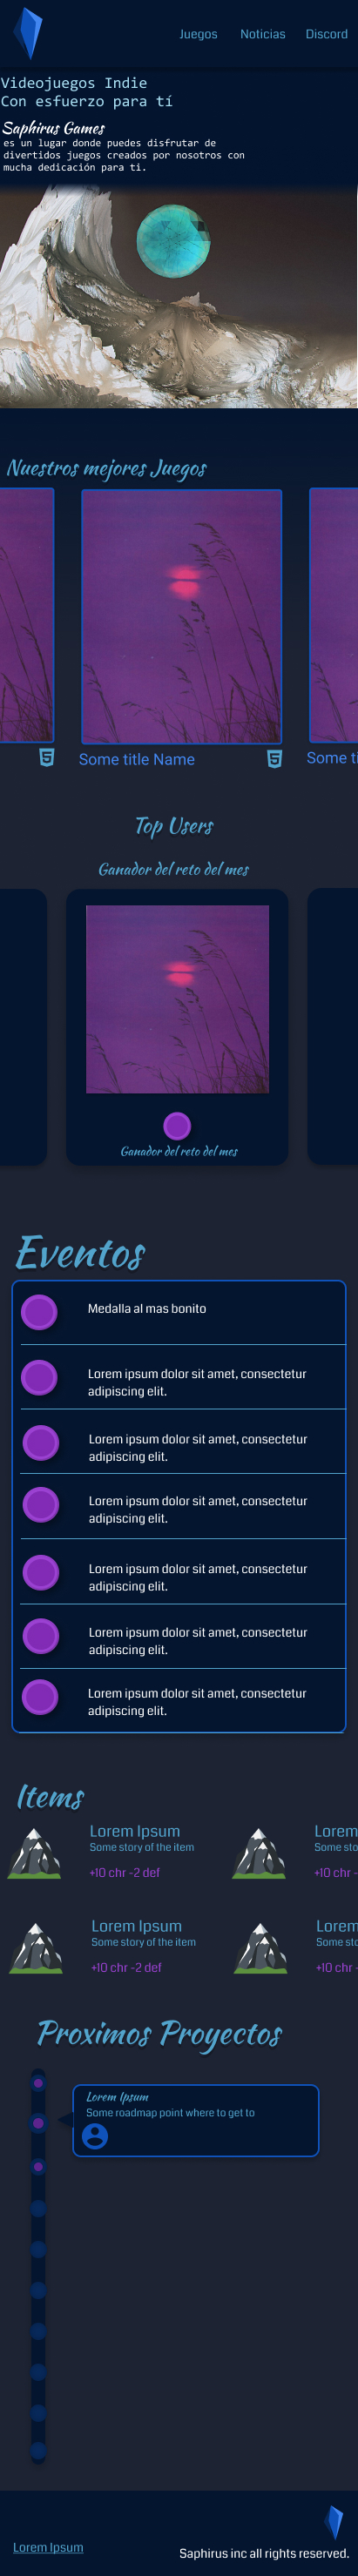 Juegos Noticias Discord
Videojuegos Indie
Con esfuerzo para tí
Saphirus Games
es un lugar donde puedes disfrutar de
divertidos juegos creados por nosotros con
mucha dedicación para ti.
Nuestros mejores Juegos
Some title Name
Some ti
Top Users
Ganador del reto del mes
Ganador del reto del mes
Eventos
Medalla al mas bonito
Lorem ipsum dolor sit amet, consectetur
adipiscing elit.
Lorem ipsum dolor sit amet, consectetur
adipiscing elit.
Lorem ipsum dolor sit amet, consectetur
adipiscing elit.
Lorem ipsum dolor sit amet, consectetur
adipiscing elit.
Lorem ipsum dolor sit amet, consectetur
adipiscing elit.
Lorem ipsum dolor sit amet, consectetur
adipiscing elit.
Items
Lorem Ipsum
Some story of the item
+10 chr -2 def
Lorem
Some sto
+10 chr -
Lorem Ipsum
Some story of the item
+10 chr -2 def
Lorem
Some sto
+10 chr -
Proximos Proyectos
Lorem Ipsum
Some roadmap point where to get to
Lorem Ipsum
Saphirus inc all rights reserved.